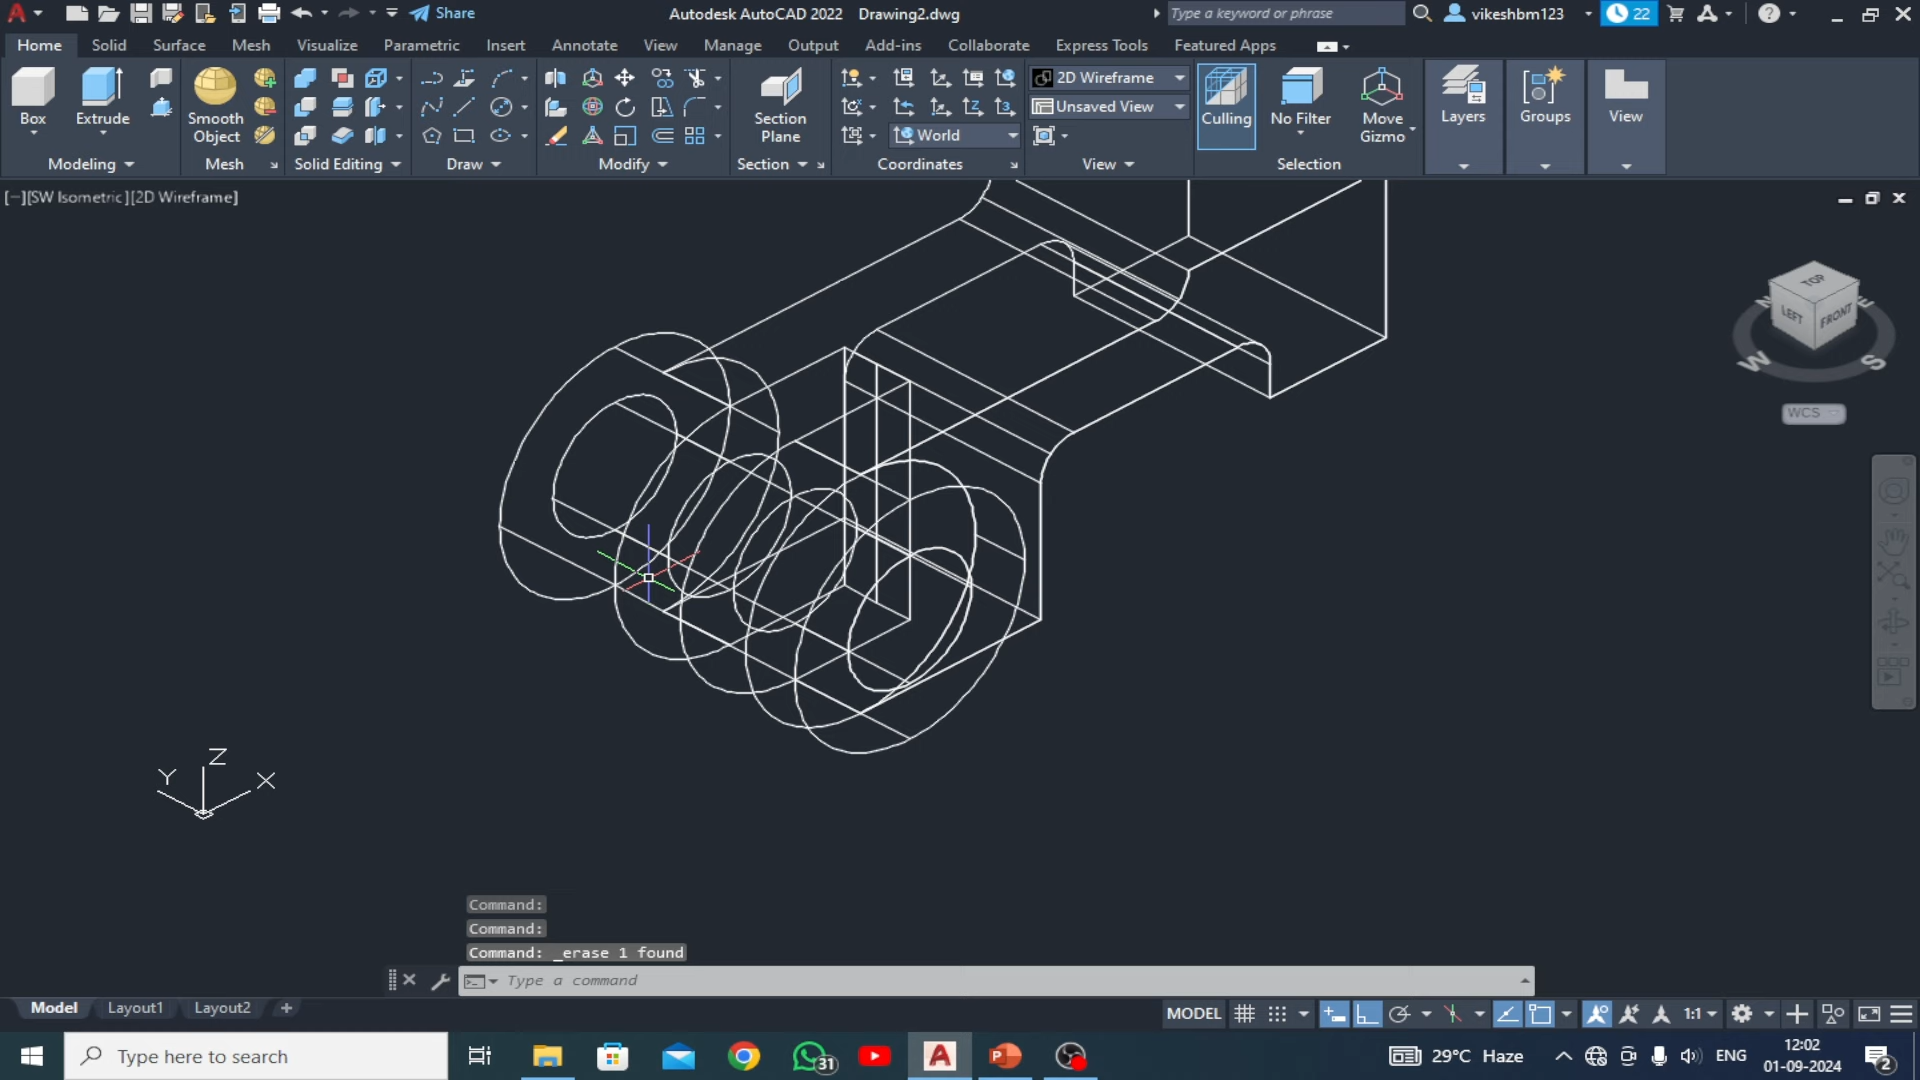 Share
Autodesk AutoCAD 2022 Drawing2.dwg
Type a keyword or phrase
vikeshbm123
22
Home Solid Surface Mesh Visualize Parametric Insert Annotate View Manage Output Add-ins Collaborate Express Tools Featured Apps
Box
Extrude
Smooth
Object
Section
Plane
2D Wireframe
Unsaved View
World
Culling
No Filter
Move
Gizmo
Layers
Groups
View
Modeling Mesh Solid Editing Draw Modify Section Coordinates View Selection
[−][SW Isometric][2D Wireframe]
TOP
LEFT
FRONT
N
E
W
S
WCS
Z
Y
X
Command:
Command:
Command: _erase 1 found
Type a command
Model Layout1 Layout2 +
MODEL
1:1
Type here to search
31
29°C Haze
ENG
12:02
01-09-2024
2